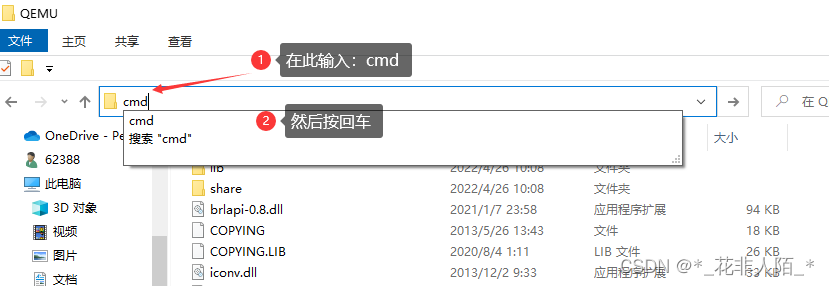 QEMU
文件 主页 共享 查看
1 在此输入：cmd
cmd 在 Q
2 然后按回车
cmd
搜索 "cmd"
大小
OneDrive - Pe
62388
此电脑
3D 对象
视频
图片
文档
lib 2022/4/26 10:08 文件夹
share 2022/4/26 10:08 文件夹
brlapi-0.8.dll 2021/1/7 23:58 应用程序扩展 94 KB
COPYING 2013/5/26 13:43 文件 18 KB
COPYING.LIB 2020/8/4 1:11 LIB 文件 26 KB
iconv.dll 2013/12/2 9:33 应用程序扩展 32 KB
CSDN @*_花非人陌_*